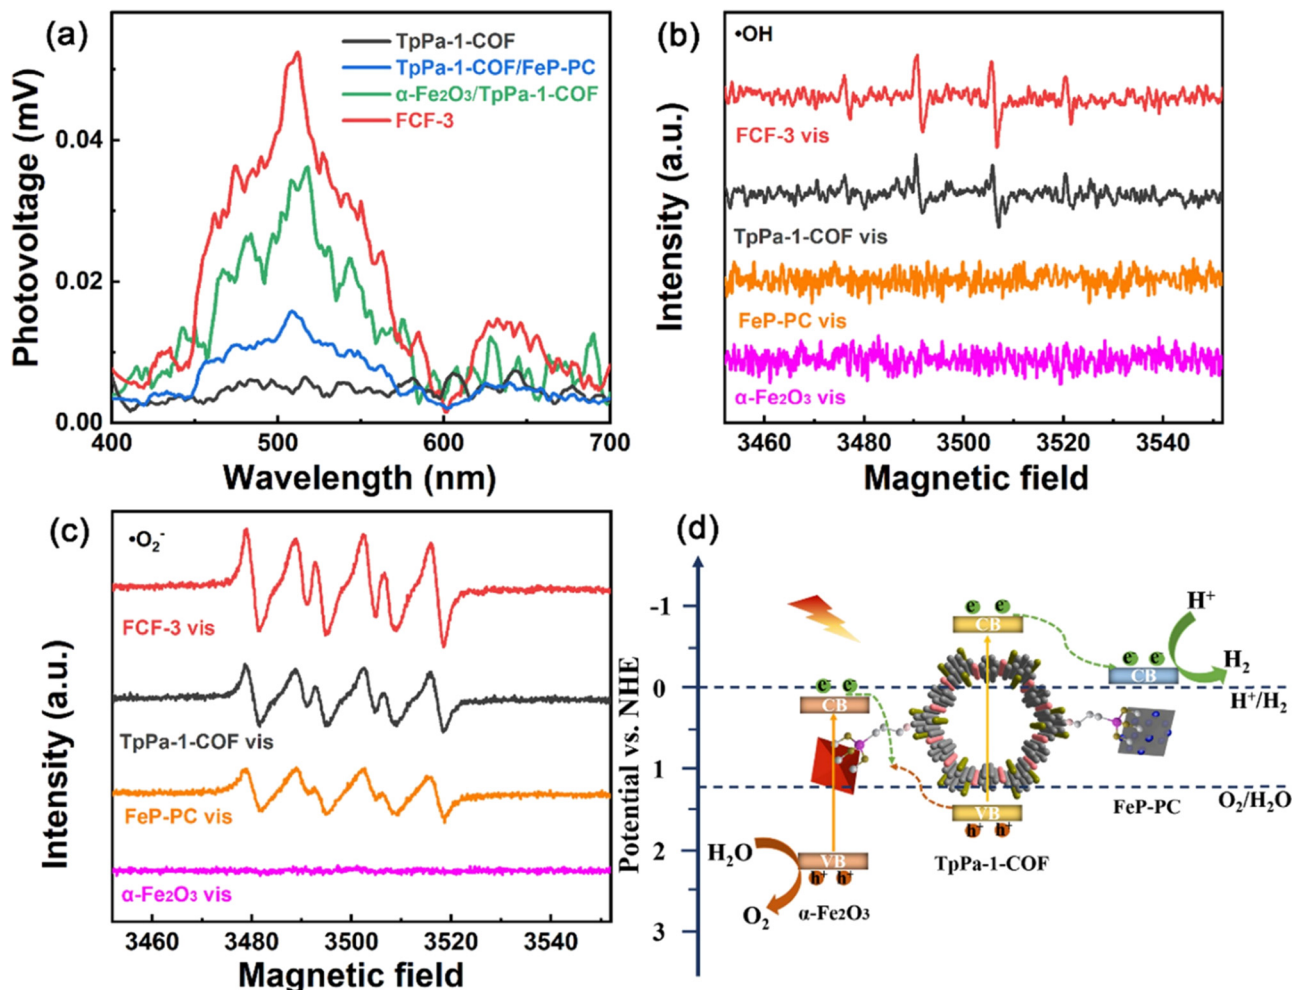 (a)
TpPa-1-COF
TpPa-1-COF/FeP-PC
α-Fe₂O₃/TpPa-1-COF
FCF-3
Photovoltage (mV)
0.04
0.02
0.00
400 500 600 700
Wavelength (nm)
(b)
•OH
FCF-3 vis
TpPa-1-COF vis
FeP-PC vis
α-Fe₂O₃ vis
Intensity (a.u.)
3460 3480 3500 3520 3540
Magnetic field
(c)
•O₂⁻
FCF-3 vis
TpPa-1-COF vis
FeP-PC vis
α-Fe₂O₃ vis
Intensity (a.u.)
3460 3480 3500 3520 3540
Magnetic field
(d)
Potential vs. NHE
-1
0
1
2
3
e⁻ e⁻
CB
H⁺
e⁻ e⁻
CB
H₂
H⁺/H₂
e⁻ e⁻
CB
FeP-PC
O₂/H₂O
VB
h⁺ h⁺
TpPa-1-COF
H₂O
VB
h⁺ h⁺
O₂
α-Fe₂O₃